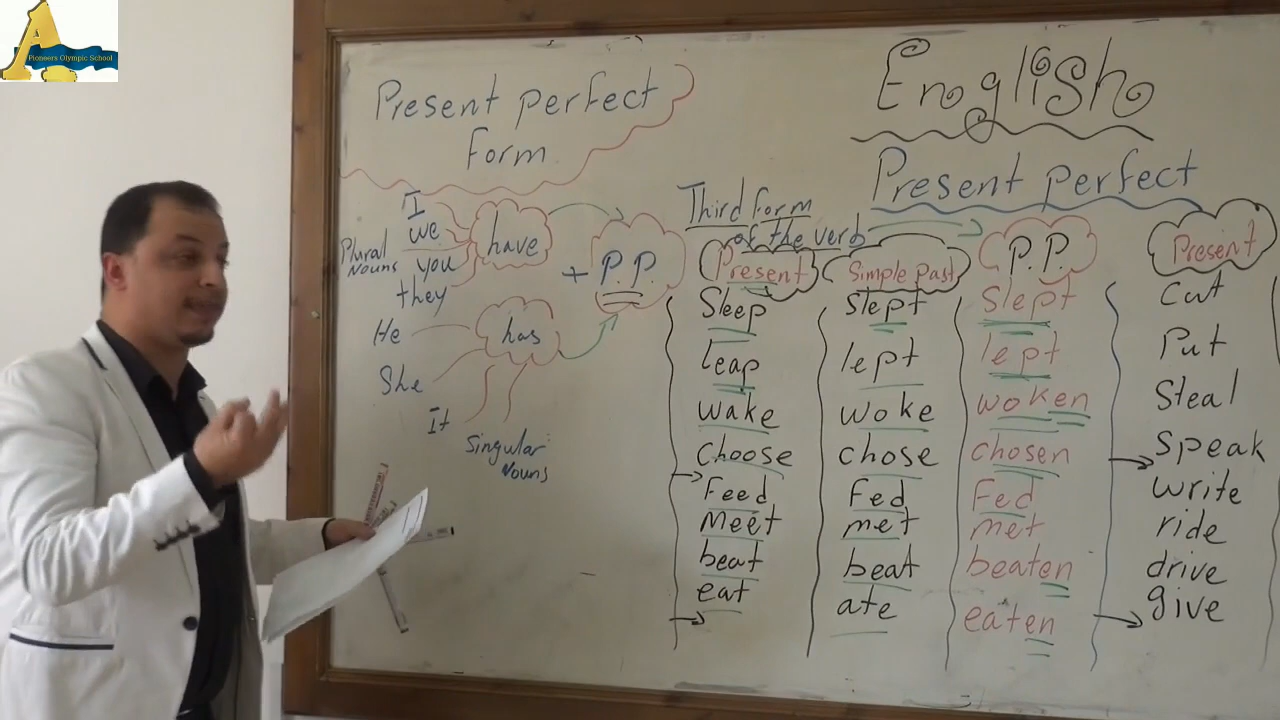 A
Pioneers Olympic School
Present perfect
Form
I
we
you
they
Plural
Nouns
have
He
She
It
Singular
Nouns
has
+ P.P.
English
Present perfect
Third Form
of the verb
Present
Simple Past
P.P.
Present
Sleep slept Slept Cut
leap lept lept Put
wake woke woken Steal
Choose chose chosen Speak
Feed Fed Fed write
Meet met met ride
beat beat beaten drive
eat ate eaten give